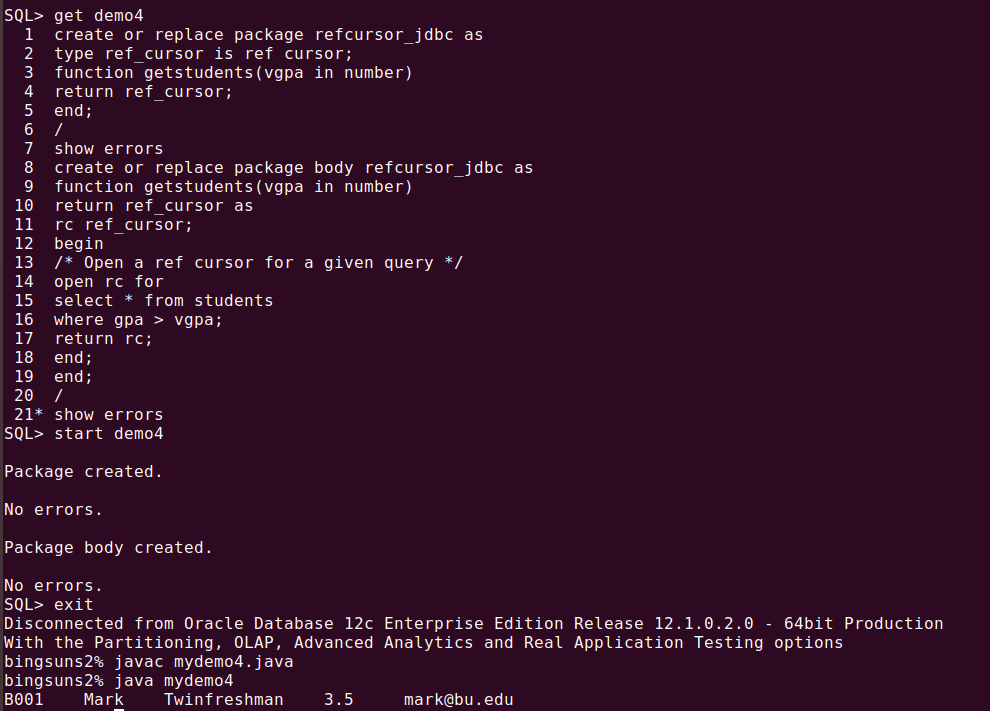 SQL> get demo4
  1  create or replace package refcursor_jdbc as
  2  type ref_cursor is ref cursor;
  3  function getstudents(vgpa in number)
  4  return ref_cursor;
  5  end;
  6  /
  7  show errors
  8  create or replace package body refcursor_jdbc as
  9  function getstudents(vgpa in number)
 10  return ref_cursor as
 11  rc ref_cursor;
 12  begin
 13  /* Open a ref cursor for a given query */
 14  open rc for
 15  select * from students
 16  where gpa > vgpa;
 17  return rc;
 18  end;
 19  end;
 20  /
 21* show errors
SQL> start demo4
Package created.
No errors.
Package body created.
No errors.
SQL> exit
Disconnected from Oracle Database 12c Enterprise Edition Release 12.1.0.2.0 - 64bit Production
With the Partitioning, OLAP, Advanced Analytics and Real Application Testing options
bingsuns2% javac mydemo4.java
bingsuns2% java mydemo4
B001    Mark    Twinfreshman    3.5     mark@bu.edu